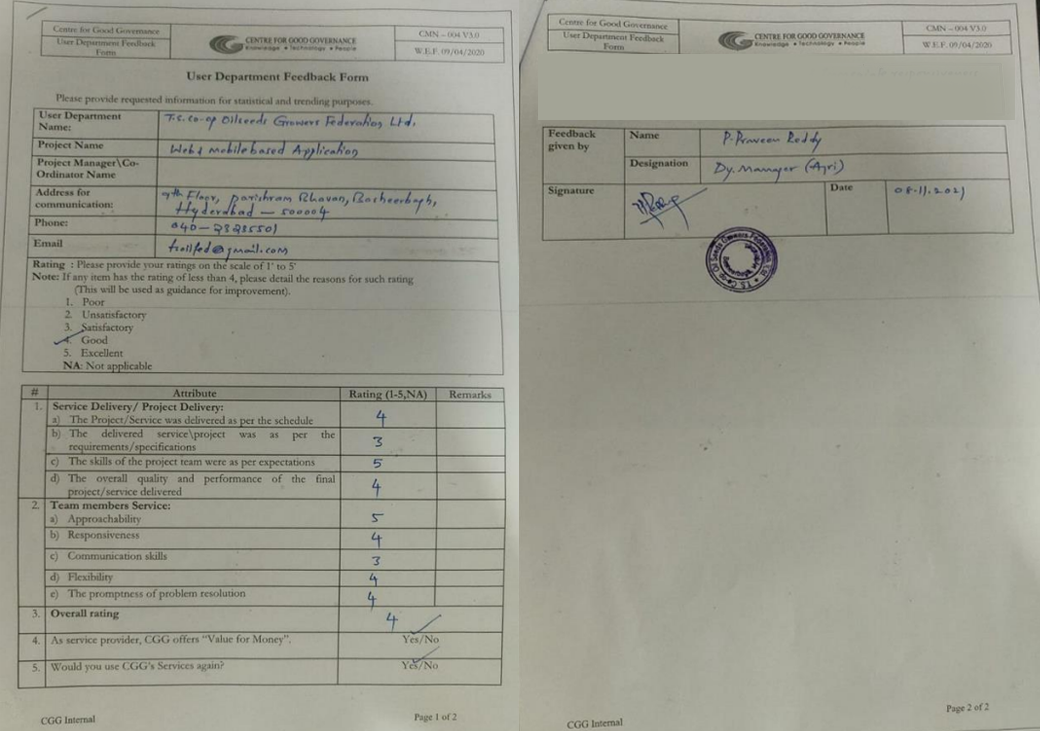 Centre for Good Governance
User Department Feedback
Form
CENTRE FOR GOOD GOVERNANCE
Knowledge • Technology • People
CMN – 004 V3.0
W.E.F. 09/04/2020
User Department Feedback Form
Please provide requested information for statistical and trending purposes.
User Department Name: T.S. Co-op Oilseeds Growers Federation Ltd.
Project Name Web & mobile based Application
Project Manager\Co-Ordinator Name
Address for communication: 9th Floor, Parishram Bhavan, Basheerbagh,
Hyderabad – 500004
Phone: 040-23235501
Email
Rating : Please provide your ratings on the scale of 1' to 5'
Note: If any item has the rating of less than 4, please detail the reasons for such rating
(This will be used as guidance for improvement).
1. Poor
2. Unsatisfactory
3. Satisfactory
4. Good
5. Excellent
NA: Not applicable
# Attribute Rating (1-5,NA) Remarks
1. Service Delivery/ Project Delivery:
a) The Project/Service was delivered as per the schedule 4
b) The delivered service\project was as per the
requirements/specifications 3
c) The skills of the project team were as per expectations 5
d) The overall quality and performance of the final
project/service delivered 4
2. Team members Service:
a) Approachability 5
b) Responsiveness 4
c) Communication skills 3
d) Flexibility 4
e) The promptness of problem resolution 4
3. Overall rating 4
4. As service provider, CGG offers "Value for Money". Yes/No
5. Would you use CGG's Services again? Yes/No
CGG Internal Page 1 of 2
Centre for Good Governance
User Department Feedback
Form
CENTRE FOR GOOD GOVERNANCE
Knowledge • Technology • People
CMN – 004 V3.0
W.E.F. 09/04/2020
Feedback given by Name P. Praveen Reddy
Designation Dy. Manager (Agri)
Signature Date 08.11.2021
CGG Internal Page 2 of 2